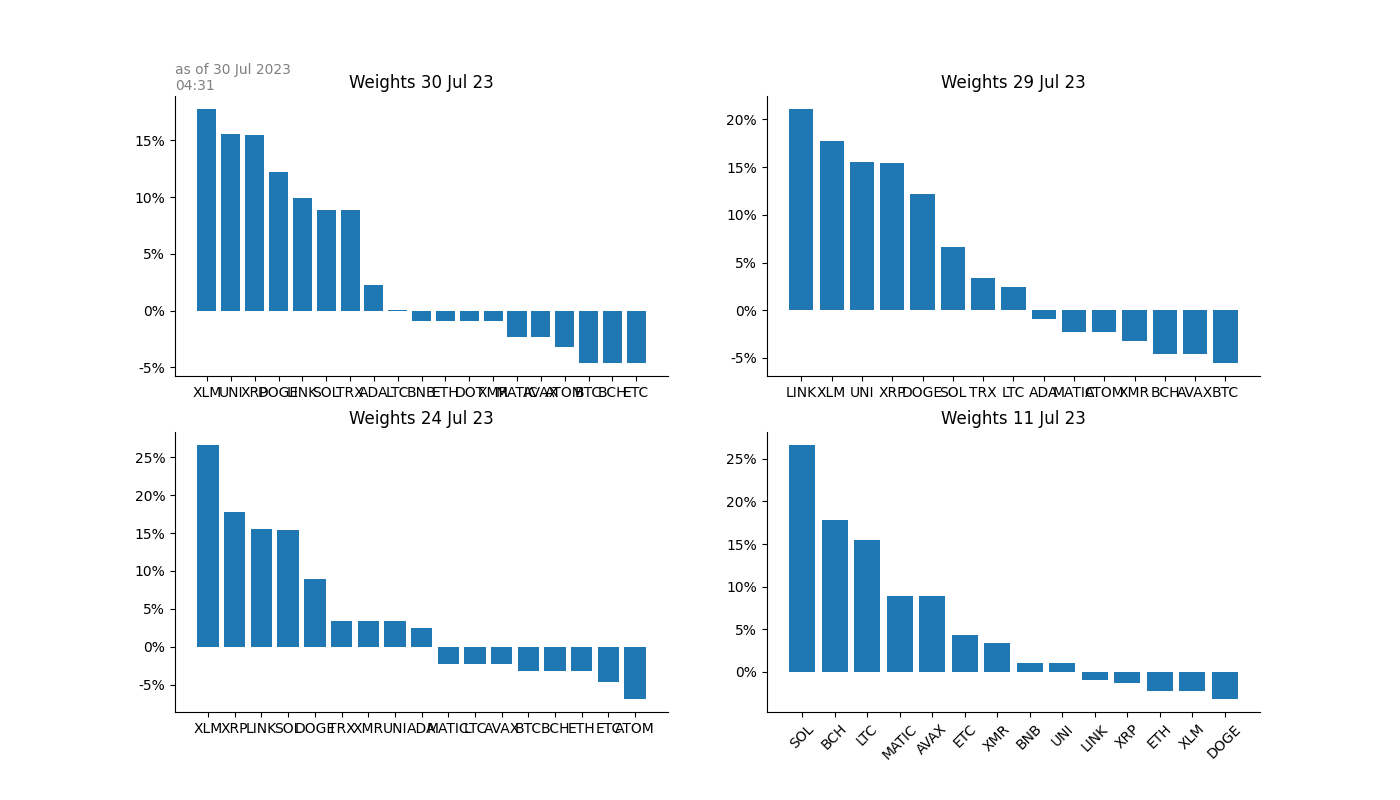 as of 30 Jul 2023
04:31
Weights 30 Jul 23
15%
10%
5%
0%
-5%
XLM UNI XRP DOGE LINK SOL TRX ADA LTC BNB ETH DOT XMR MATIC AVAX ATOM BTC BCH ETC
Weights 29 Jul 23
20%
15%
10%
5%
0%
-5%
LINK XLM UNI XRP DOGE SOL TRX LTC ADA MATIC ATOM XMR BCH AVAX BTC
Weights 24 Jul 23
25%
20%
15%
10%
5%
0%
-5%
XLM XRP LINK SOL DOGE TRX XMR UNI ADA MATIC LTC AVAX BTC BCH ETH ETC ATOM
Weights 11 Jul 23
25%
20%
15%
10%
5%
0%
SOL BCH LTC MATIC AVAX ETC XMR BNB UNI LINK XRP ETH XLM DOGE